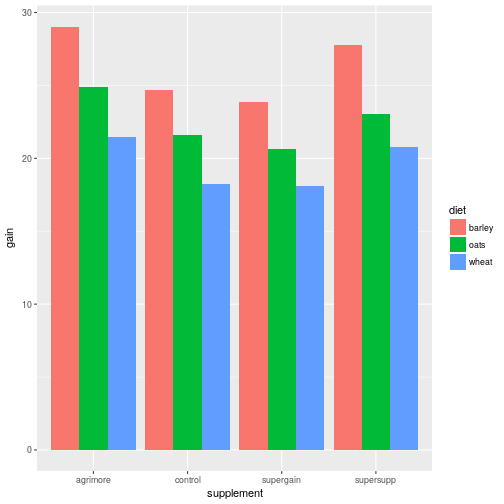 30
20
10
0
gain
agrimore control supergain supersupp
supplement
diet
barley
oats
wheat